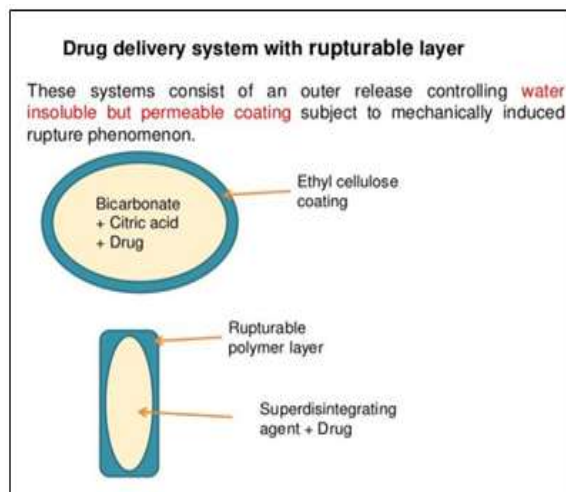 Drug delivery system with rupturable layer
These systems consist of an outer release controlling water
insoluble but permeable coating subject to mechanically induced
rupture phenomenon.
Ethyl cellulose
coating
Bicarbonate
+ Citric acid
+ Drug
Rupturable
polymer layer
Superdisintegrating
agent + Drug